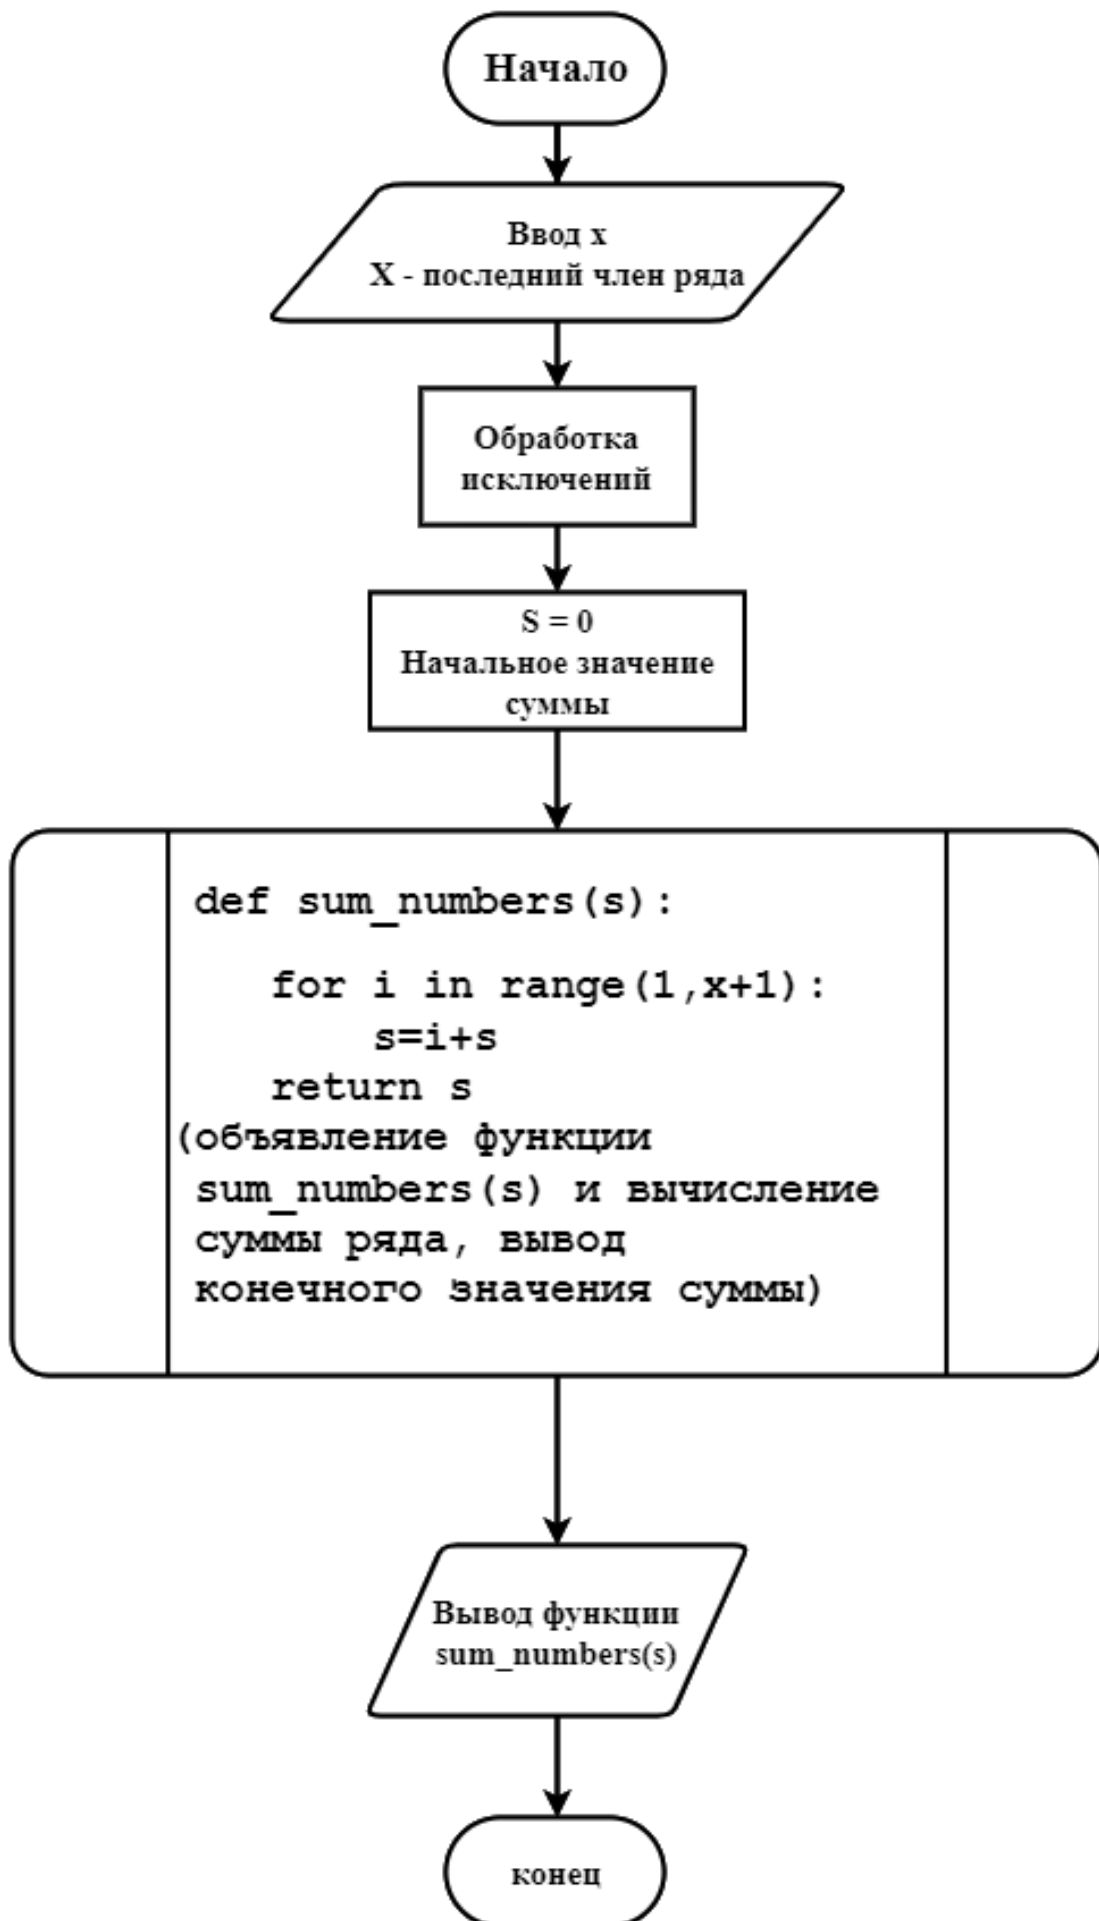 Начало
Ввод x
X - последний член ряда
Обработка
исключений
S = 0
Начальное значение
суммы
def sum_numbers(s):
for i in range(1,x+1):
s=i+s
return s
(объявление функции
sum_numbers(s) и вычисление
суммы ряда, вывод
конечного значения суммы)
Вывод функции
sum_numbers(s)
конец